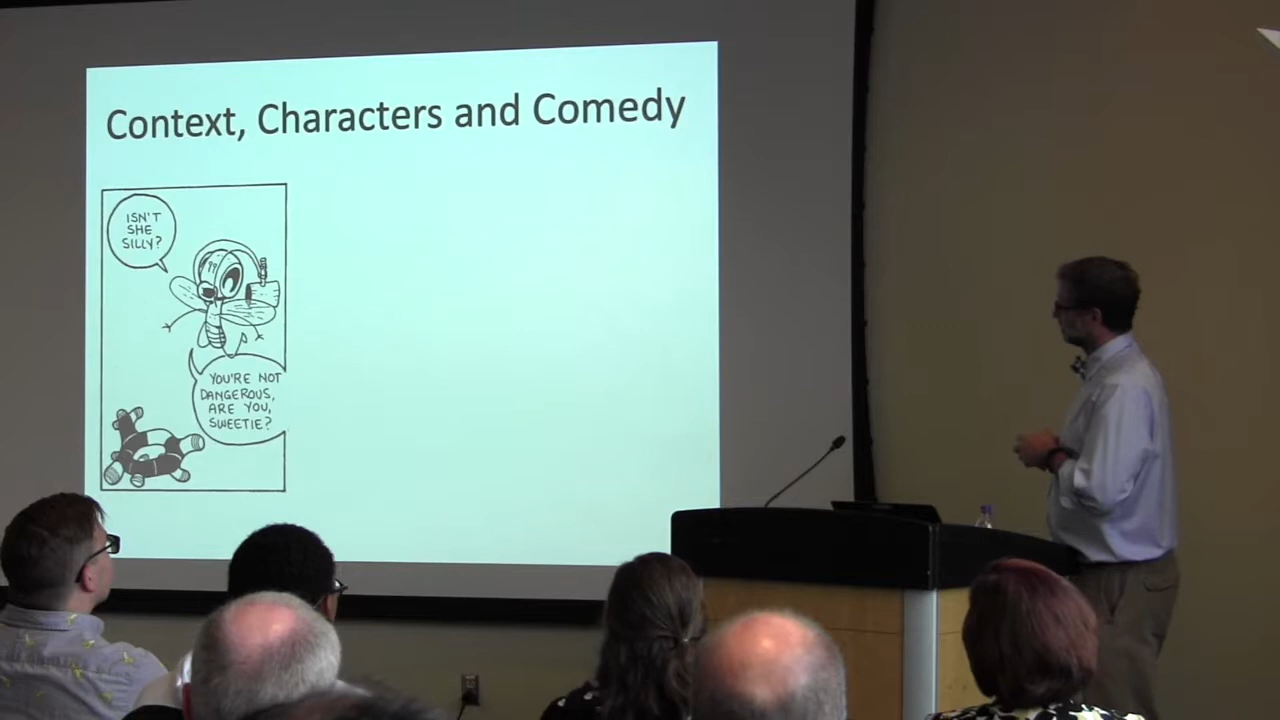 Context, Characters and Comedy
ISN'T
SHE
SILLY?
YOU'RE NOT
DANGEROUS,
ARE YOU,
SWEETIE?